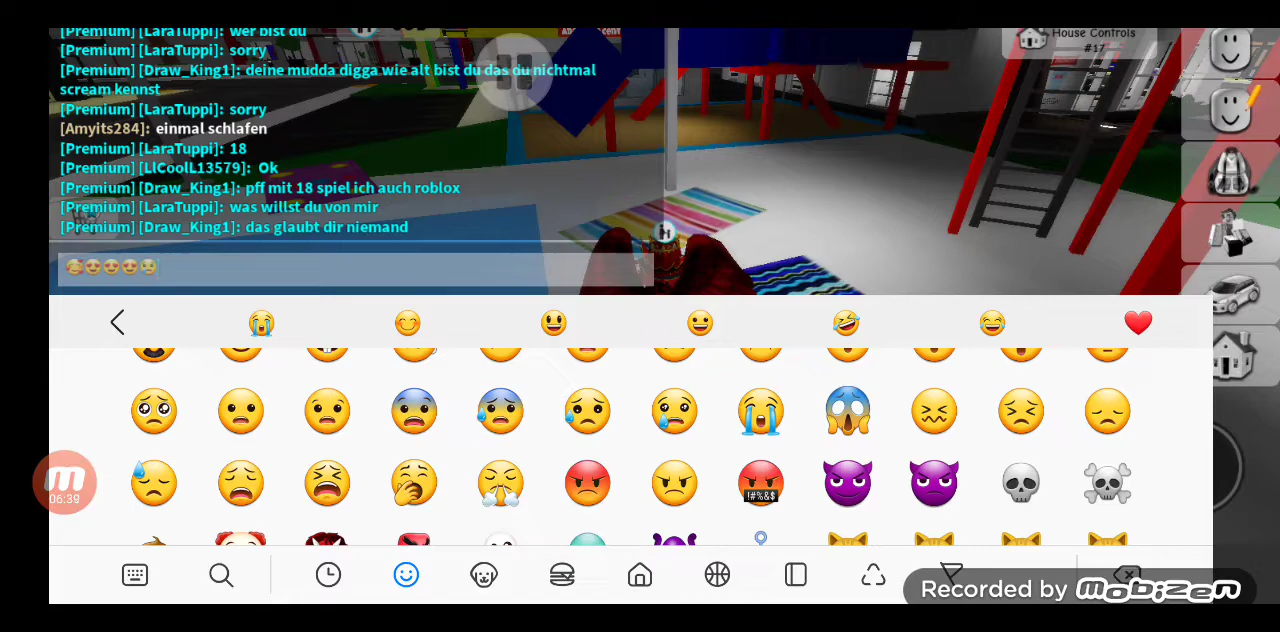 [Premium] [LaraTuppi]: wer bist du
[Premium] [LaraTuppi]: sorry
[Premium] [Draw_King1]: deine mudda digga wie alt bist du das du nichtmal
scream kennst
[Premium] [LaraTuppi]: sorry
[Amyits284]: einmal schlafen
[Premium] [LaraTuppi]: 18
[Premium] [LlCoolL13579]: Ok
[Premium] [Draw_King1]: pff mit 18 spiel ich auch roblox
[Premium] [LaraTuppi]: was willst du von mir
[Premium] [Draw_King1]: das glaubt dir niemand
🥰😍😍😍😢
House Controls
#17
06:39
!#%&$
Recorded by mobizen